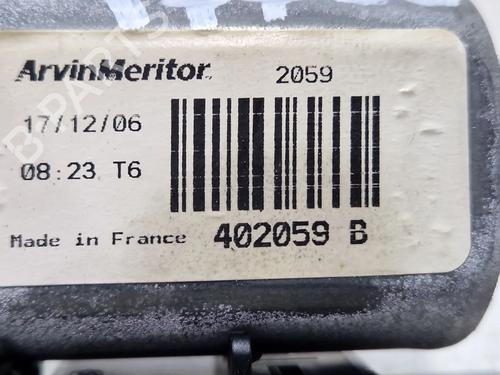 ArvinMeritor 2059
17/12/06
08:23 T6
Made in France 402059 B